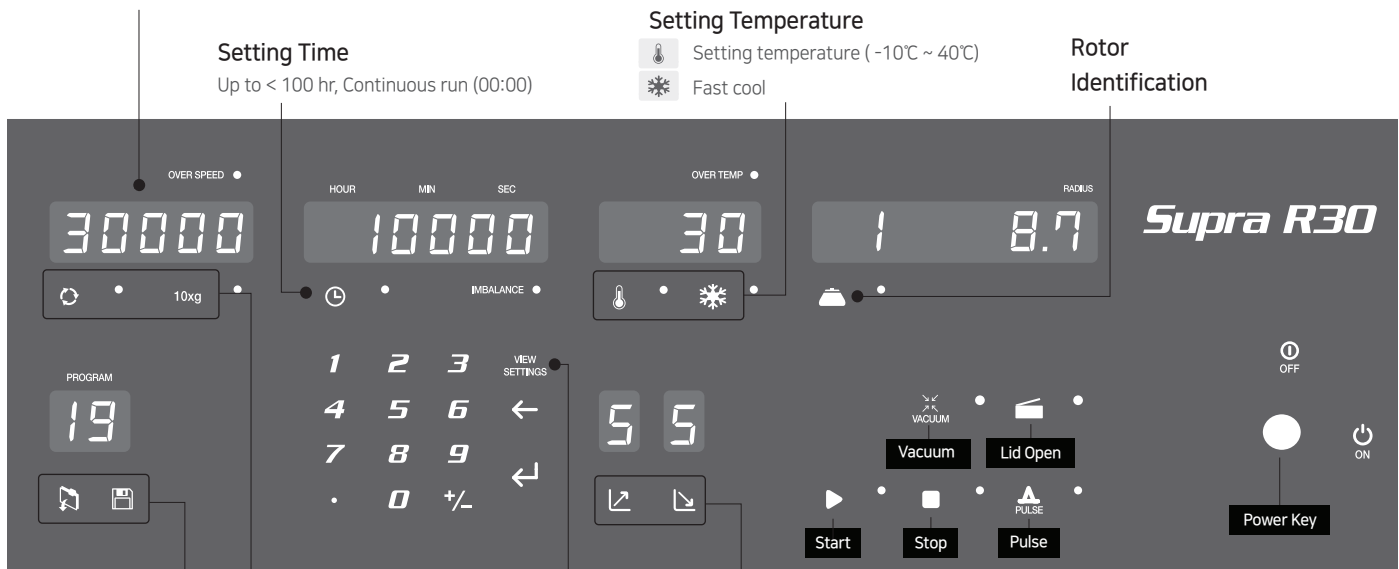 Setting Time
Up to < 100 hr, Continuous run (00:00)
Setting Temperature
Setting temperature ( -10℃ ~ 40℃)
Fast cool
Rotor
Identification
OVER SPEED
30000
10xg
HOUR MIN SEC
10000
IMBALANCE
OVER TEMP
30
RADIUS
1 8.7
Supra R30
PROGRAM
19
1 2 3 VIEW SETTINGS
4 5 6 ←
7 8 9
· 0 +/-
5 5
VACUUM
Vacuum
Lid Open
PULSE
Start
Stop
Pulse
OFF
ON
Power Key